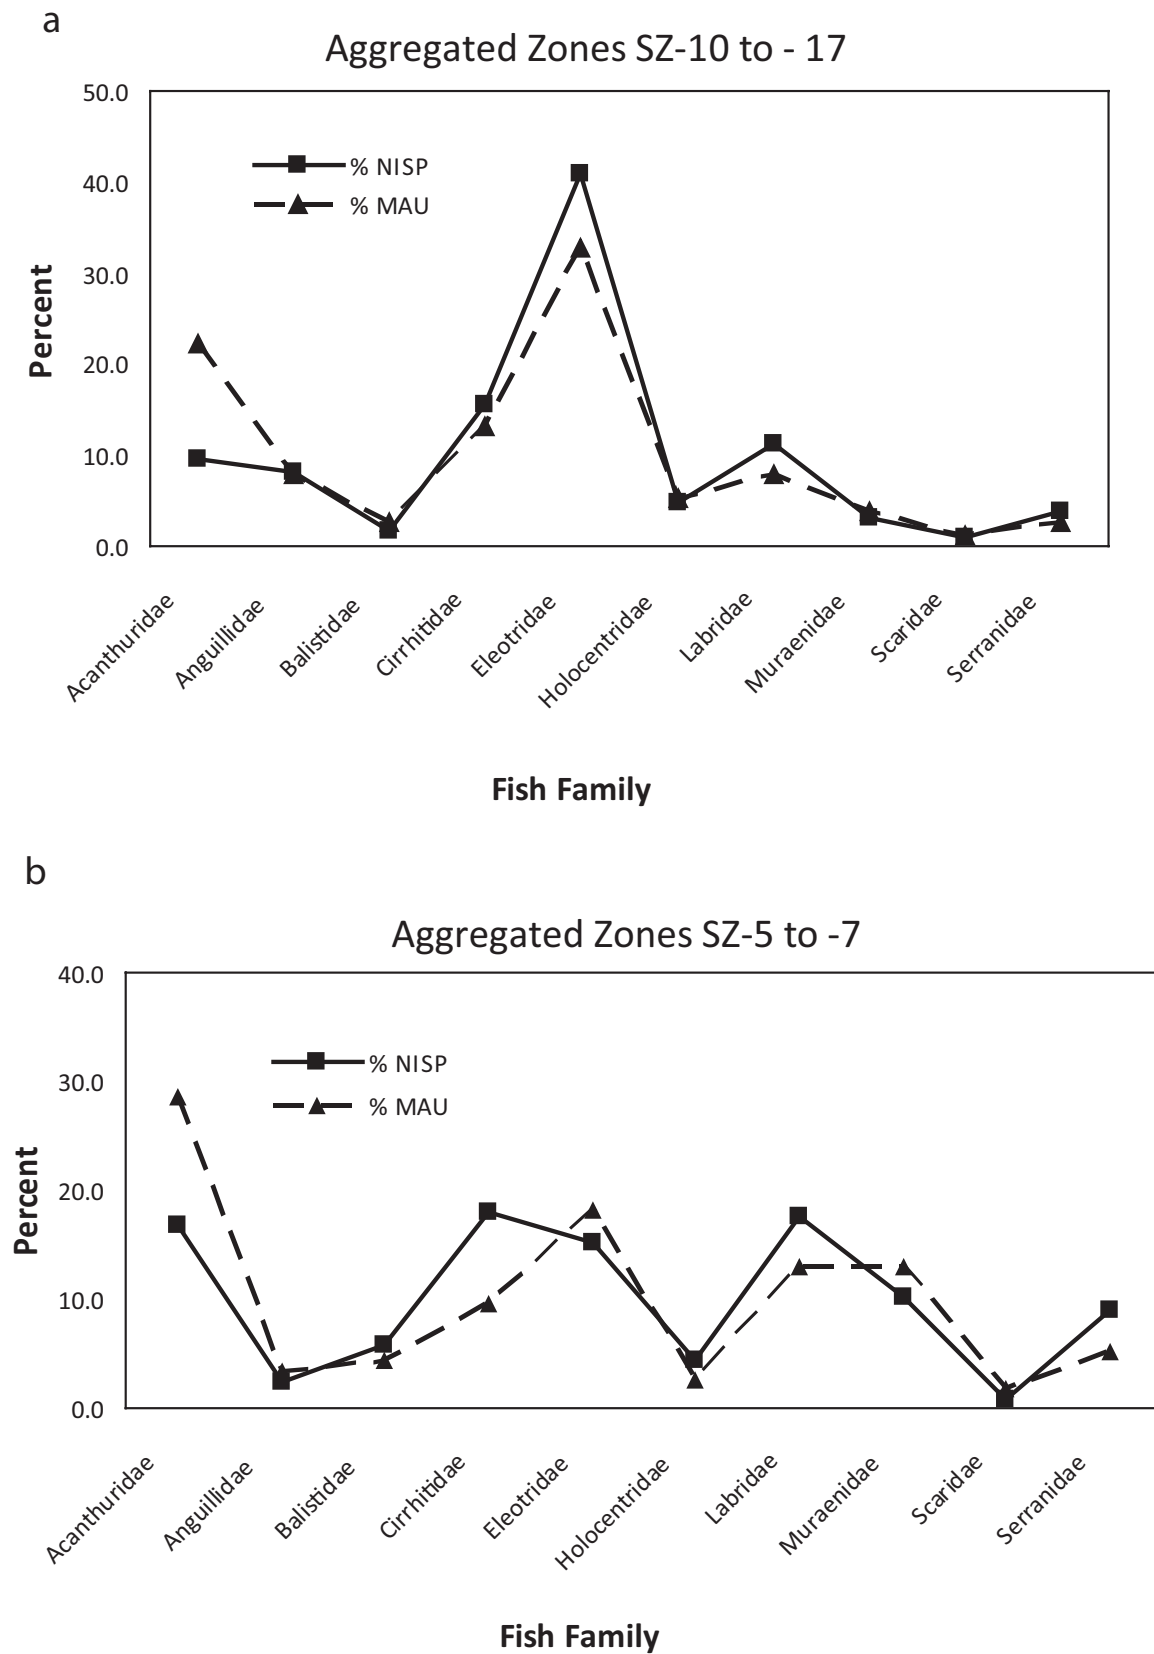 a
Aggregated Zones SZ-10 to - 17
50.0
40.0
30.0
20.0
10.0
0.0
Percent
% NISP
% MAU
Acanthuridae
Anguillidae
Balistidae
Cirrhitidae
Eleotridae
Holocentridae
Labridae
Muraenidae
Scaridae
Serranidae
Fish Family
b
Aggregated Zones SZ-5 to -7
40.0
30.0
20.0
10.0
0.0
Percent
% NISP
% MAU
Acanthuridae
Anguillidae
Balistidae
Cirrhitidae
Eleotridae
Holocentridae
Labridae
Muraenidae
Scaridae
Serranidae
Fish Family